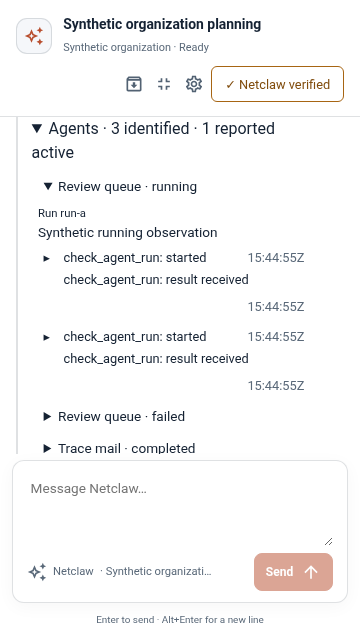 Synthetic organization planning
Synthetic organization · Ready
✓ Netclaw verified
▼ Agents · 3 identified · 1 reported
active
▼ Review queue · running
Run run-a
Synthetic running observation
► check_agent_run: started 15:44:55Z
check_agent_run: result received
15:44:55Z
► check_agent_run: started 15:44:55Z
check_agent_run: result received
15:44:55Z
► Review queue · failed
► Trace mail · completed
Message Netclaw...
Netclaw · Synthetic organizati...
Send
Enter to send · Alt+Enter for a new line